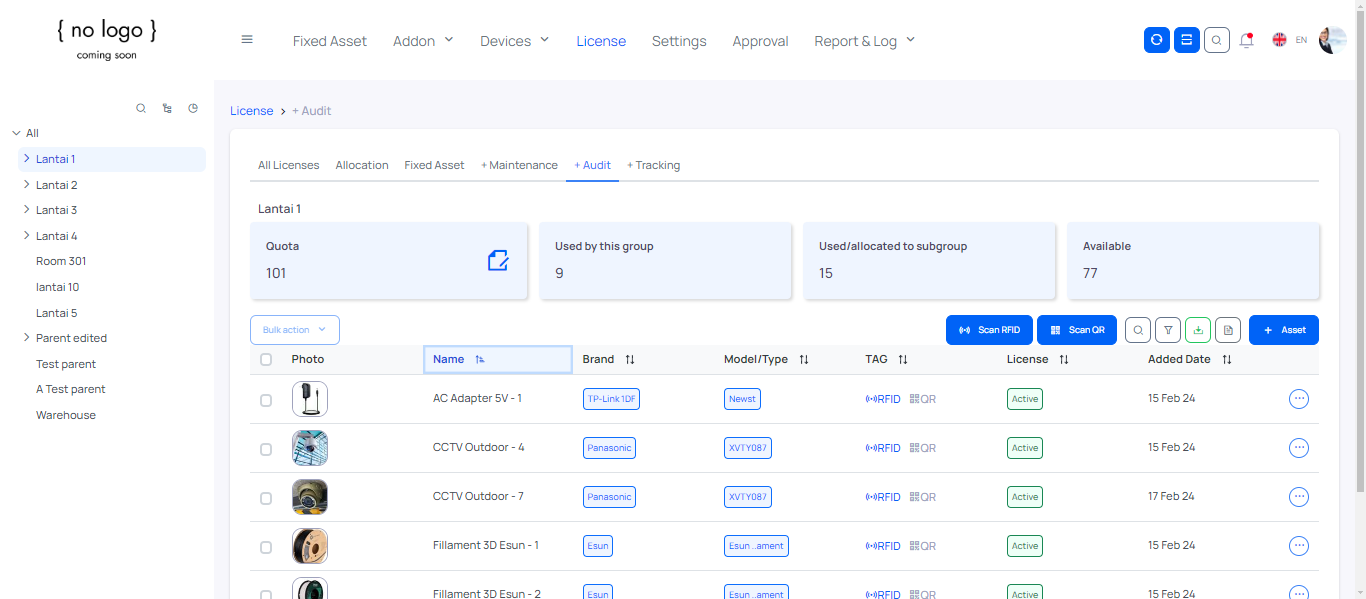 { no logo }
coming soon
Fixed Asset Addon Devices License Settings Approval Report & Log EN
License > + Audit
All
Lantai 1
Lantai 2
Lantai 3
Lantai 4
Room 301
lantai 10
Lantai 5
Parent edited
Test parent
A Test parent
Warehouse
All Licenses Allocation Fixed Asset + Maintenance + Audit + Tracking
Lantai 1
Quota Used by this group Used/allocated to subgroup Available
101 9 15 77
Bulk action Scan RFID Scan QR + Asset
Photo Name Brand Model/Type TAG License Added Date
AC Adapter 5V - 1 TP-Link 1DF Newst RFID QR Active 15 Feb 24
CCTV Outdoor - 4 Panasonic XVTY087 RFID QR Active 15 Feb 24
CCTV Outdoor - 7 Panasonic XVTY087 RFID QR Active 17 Feb 24
Fillament 3D Esun - 1 Esun Esun ..ament RFID QR Active 15 Feb 24
Fillament 3D Esun - 2 Esun Esun ..ament RFID QR Active 15 Feb 24